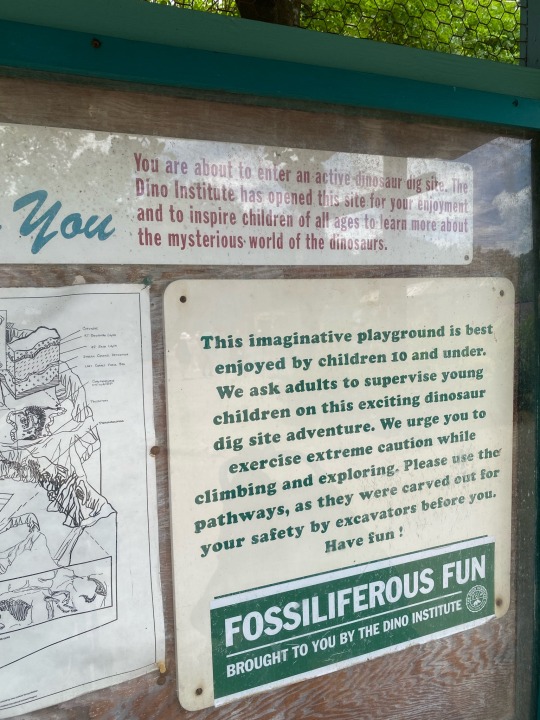 You are about to enter an active dinosaur dig site. The
Dino Institute has opened this site for your enjoyment
and to inspire children of all ages to learn more about
the mysterious world of the dinosaurs.
You
This imaginative playground is best
enjoyed by children 10 and under.
We ask adults to supervise young
children on this exciting dinosaur
dig site adventure. We urge you to
exercise extreme caution while
climbing and exploring. Please use the
pathways, as they were carved out for
your safety by excavators before you.
Have fun !
FOSSILIFEROUS FUN
BROUGHT TO YOU BY THE DINO INSTITUTE